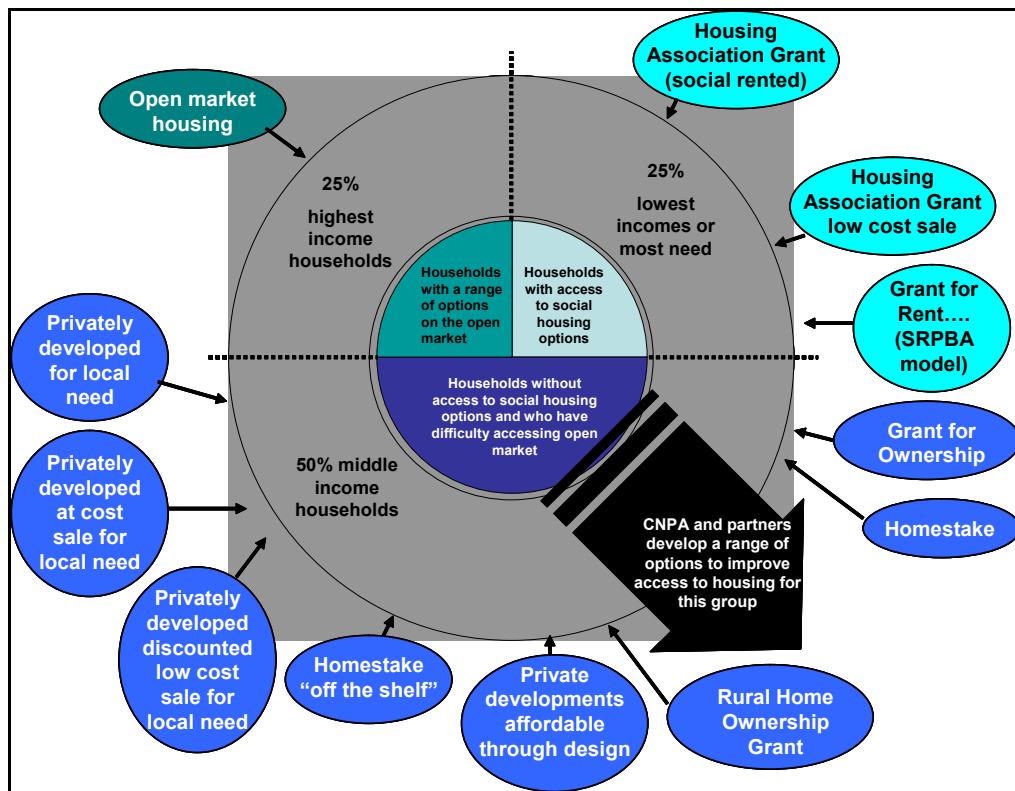 Housing
Association Grant
(social rented)
Open market
housing
25%
highest
income
households
25%
lowest
incomes or
most need
Housing
Association Grant
low cost sale
Households
with a range
of options
on the open
market
Households
with access
to social
housing
options
Grant for
Rent….
(SRPBA
model)
Privately
developed
for local
need
Households without
access to social housing
options and who have
difficulty accessing open
market
Grant for
Ownership
Privately
developed
at cost
sale for
local need
50% middle
income
households
Homestake
CNPA and partners
develop a range of
options to improve
access to housing for
this group
Privately
developed
discounted
low cost
sale for
local need
Homestake
“off the shelf”
Private
developments
affordable
through design
Rural Home
Ownership
Grant